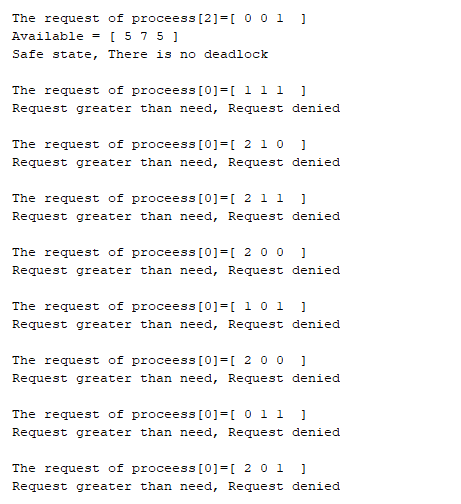 The request of proceess[2]=[ 0 0 1  ]
Available = [ 5 7 5 ]
Safe state, There is no deadlock
The request of proceess[0]=[ 1 1 1  ]
Request greater than need, Request denied
The request of proceess[0]=[ 2 1 0  ]
Request greater than need, Request denied
The request of proceess[0]=[ 2 1 1  ]
Request greater than need, Request denied
The request of proceess[0]=[ 2 0 0  ]
Request greater than need, Request denied
The request of proceess[0]=[ 1 0 1  ]
Request greater than need, Request denied
The request of proceess[0]=[ 2 0 0  ]
Request greater than need, Request denied
The request of proceess[0]=[ 0 1 1  ]
Request greater than need, Request denied
The request of proceess[0]=[ 2 0 1  ]
Request greater than need, Request denied